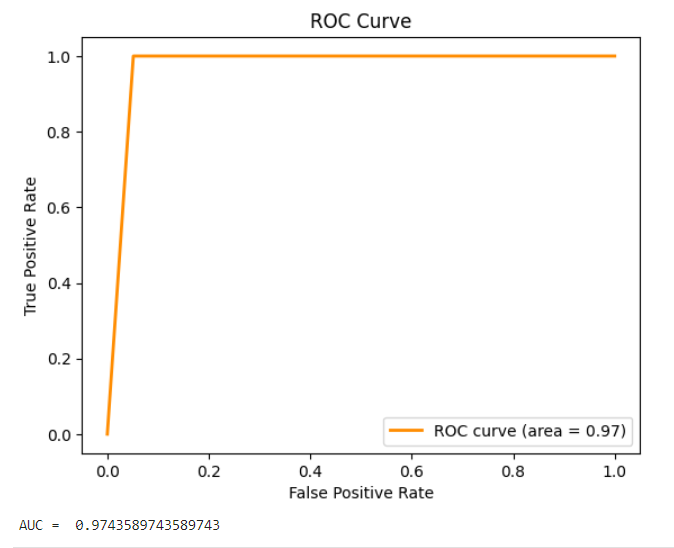 ROC Curve
1.0
0.8
0.6
0.4
0.2
0.0
True Positive Rate
ROC curve (area = 0.97)
0.0 0.2 0.4 0.6 0.8 1.0
False Positive Rate
AUC = 0.9743589743589743